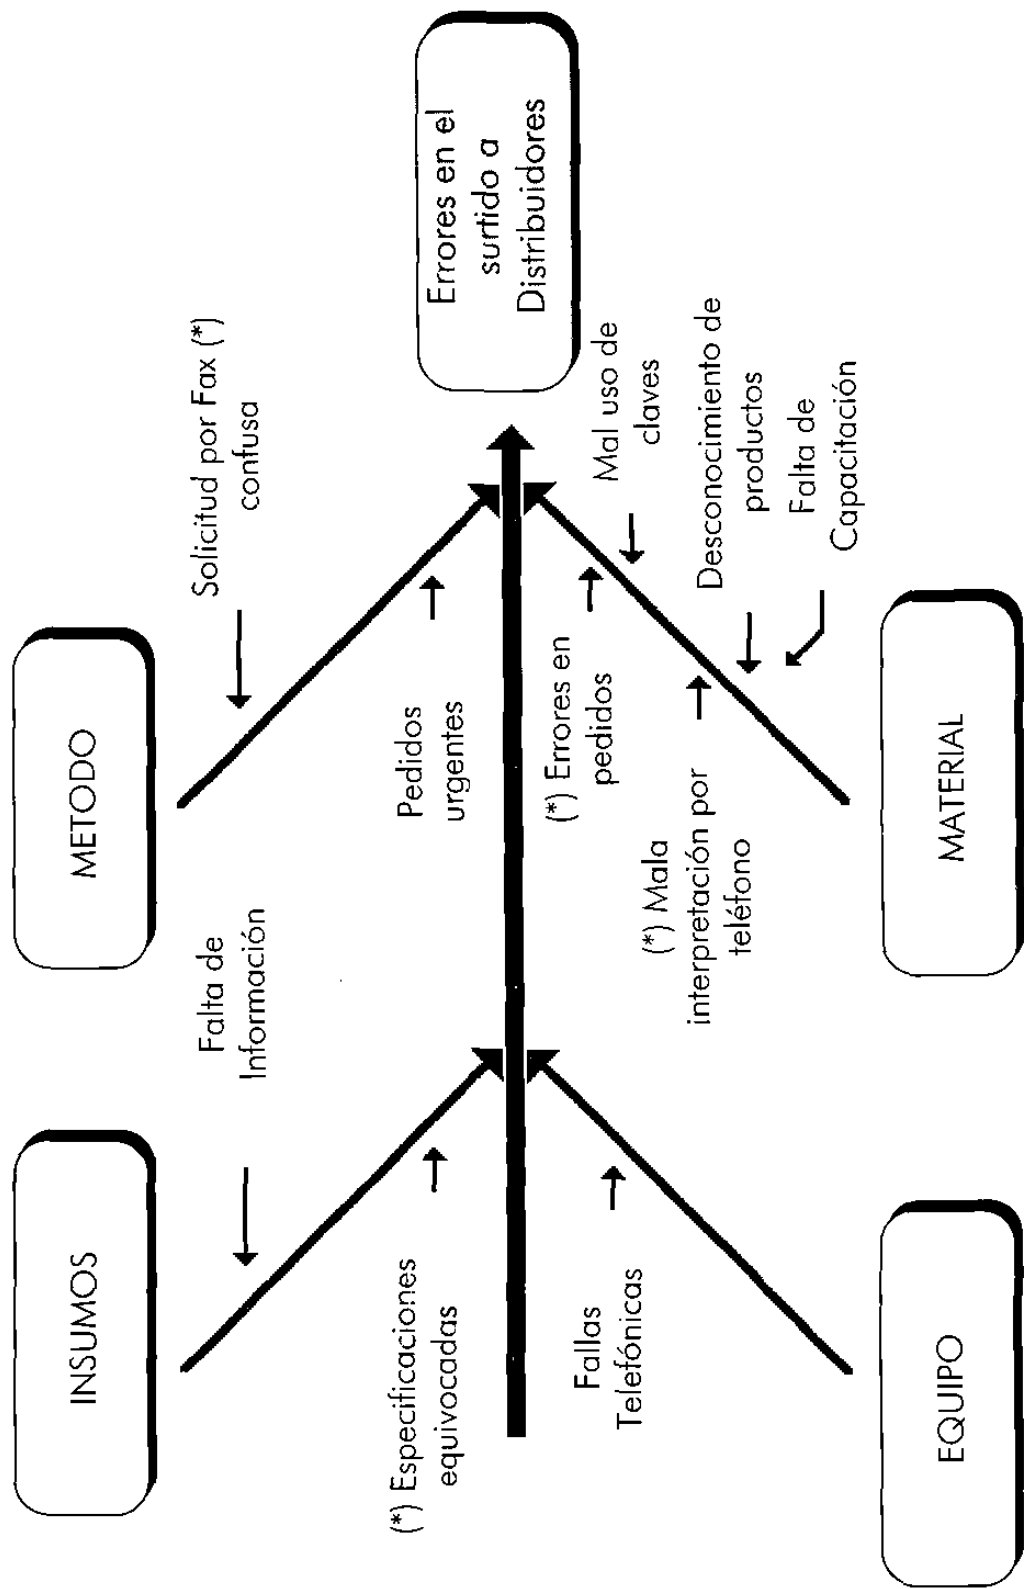 INSUMOS
METODO
Falta de
Información
Solicitud por Fax (*)
confusa
(*) Especificaciones
equivocadas
Pedidos
urgentes
Errores en el
surtido a
Distribuidores
Fallas
Telefónicas
(*) Errores en
pedidos
Mal uso de
claves
(*) Mala
interpretación por
teléfono
Desconocimiento de
productos
Falta de
Capacitación
EQUIPO
MATERIAL